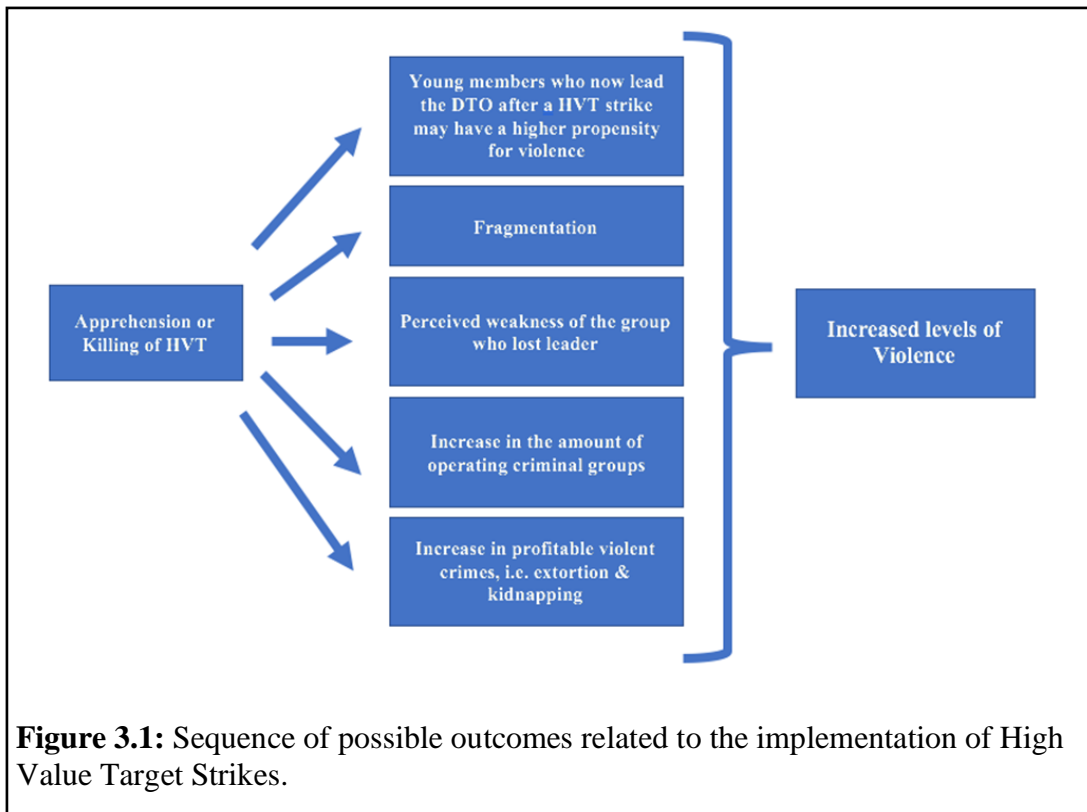 Young members who now lead
the DTO after a HVT strike
may have a higher propensity
for violence
Fragmentation
Apprehension or
Killing of HVT
Perceived weakness of the group
who lost leader
Increased levels of
Violence
Increase in the amount of
operating criminal groups
Increase in profitable violent
crimes, i.e. extortion &
kidnapping
Figure 3.1: Sequence of possible outcomes related to the implementation of High
Value Target Strikes.